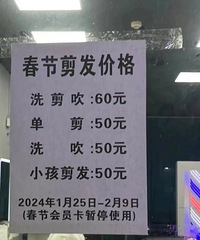 春节剪发价格
洗剪吹:60元
单剪:50元
洗吹:50元
小孩剪发:50元
2024年1月25日-2月9日
(春节会员卡暂停使用)